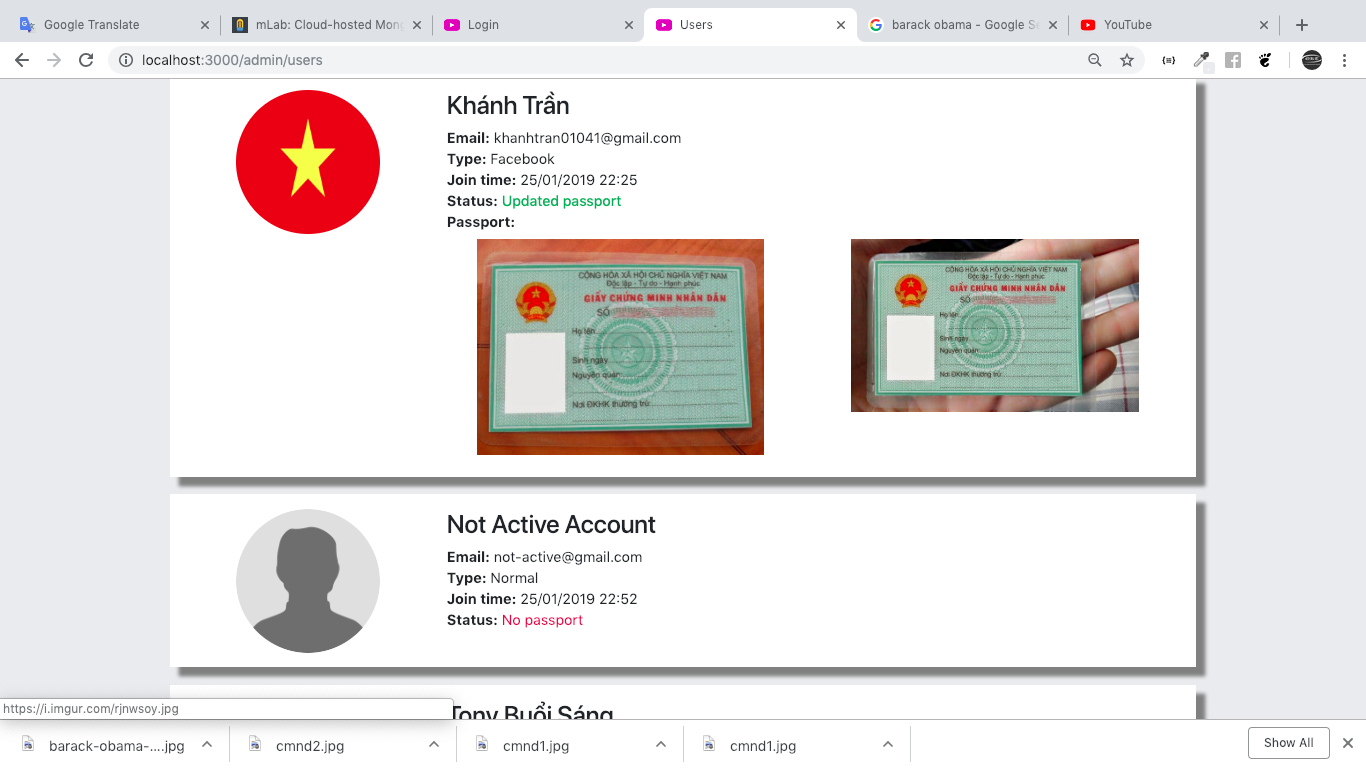 Google Translate
mLab: Cloud-hosted Mon
Login
Users
barack obama - Google Se
YouTube
localhost:3000/admin/users
Khánh Trần
Email: khanhtran01041@gmail.com
Type: Facebook
Join time: 25/01/2019 22:25
Status: Updated passport
Passport:
CỘNG HÒA XÃ HỘI CHỦ NGHĨA VIỆT NAM
Độc lập - Tự do - Hạnh phúc
GIẤY CHỨNG MINH NHÂN DÂN
SỐ
Họ tên
Sinh ngày
Nguyên quán
Nơi ĐKHK thường trú
CỘNG HÒA XÃ HỘI CHỦ NGHĨA VIỆT NAM
Độc lập - Tự do - Hạnh phúc
GIẤY CHỨNG MINH NHÂN DÂN
SỐ
Họ tên
Sinh ngày
Nguyên quán
Nơi ĐKHK thường trú
Not Active Account
Email: not-active@gmail.com
Type: Normal
Join time: 25/01/2019 22:52
Status: No passport
Tony Buổi Sáng
https://i.imgur.com/rjnwsoy.jpg
barack-obama-....jpg
cmnd2.jpg
cmnd1.jpg
cmnd1.jpg
Show All